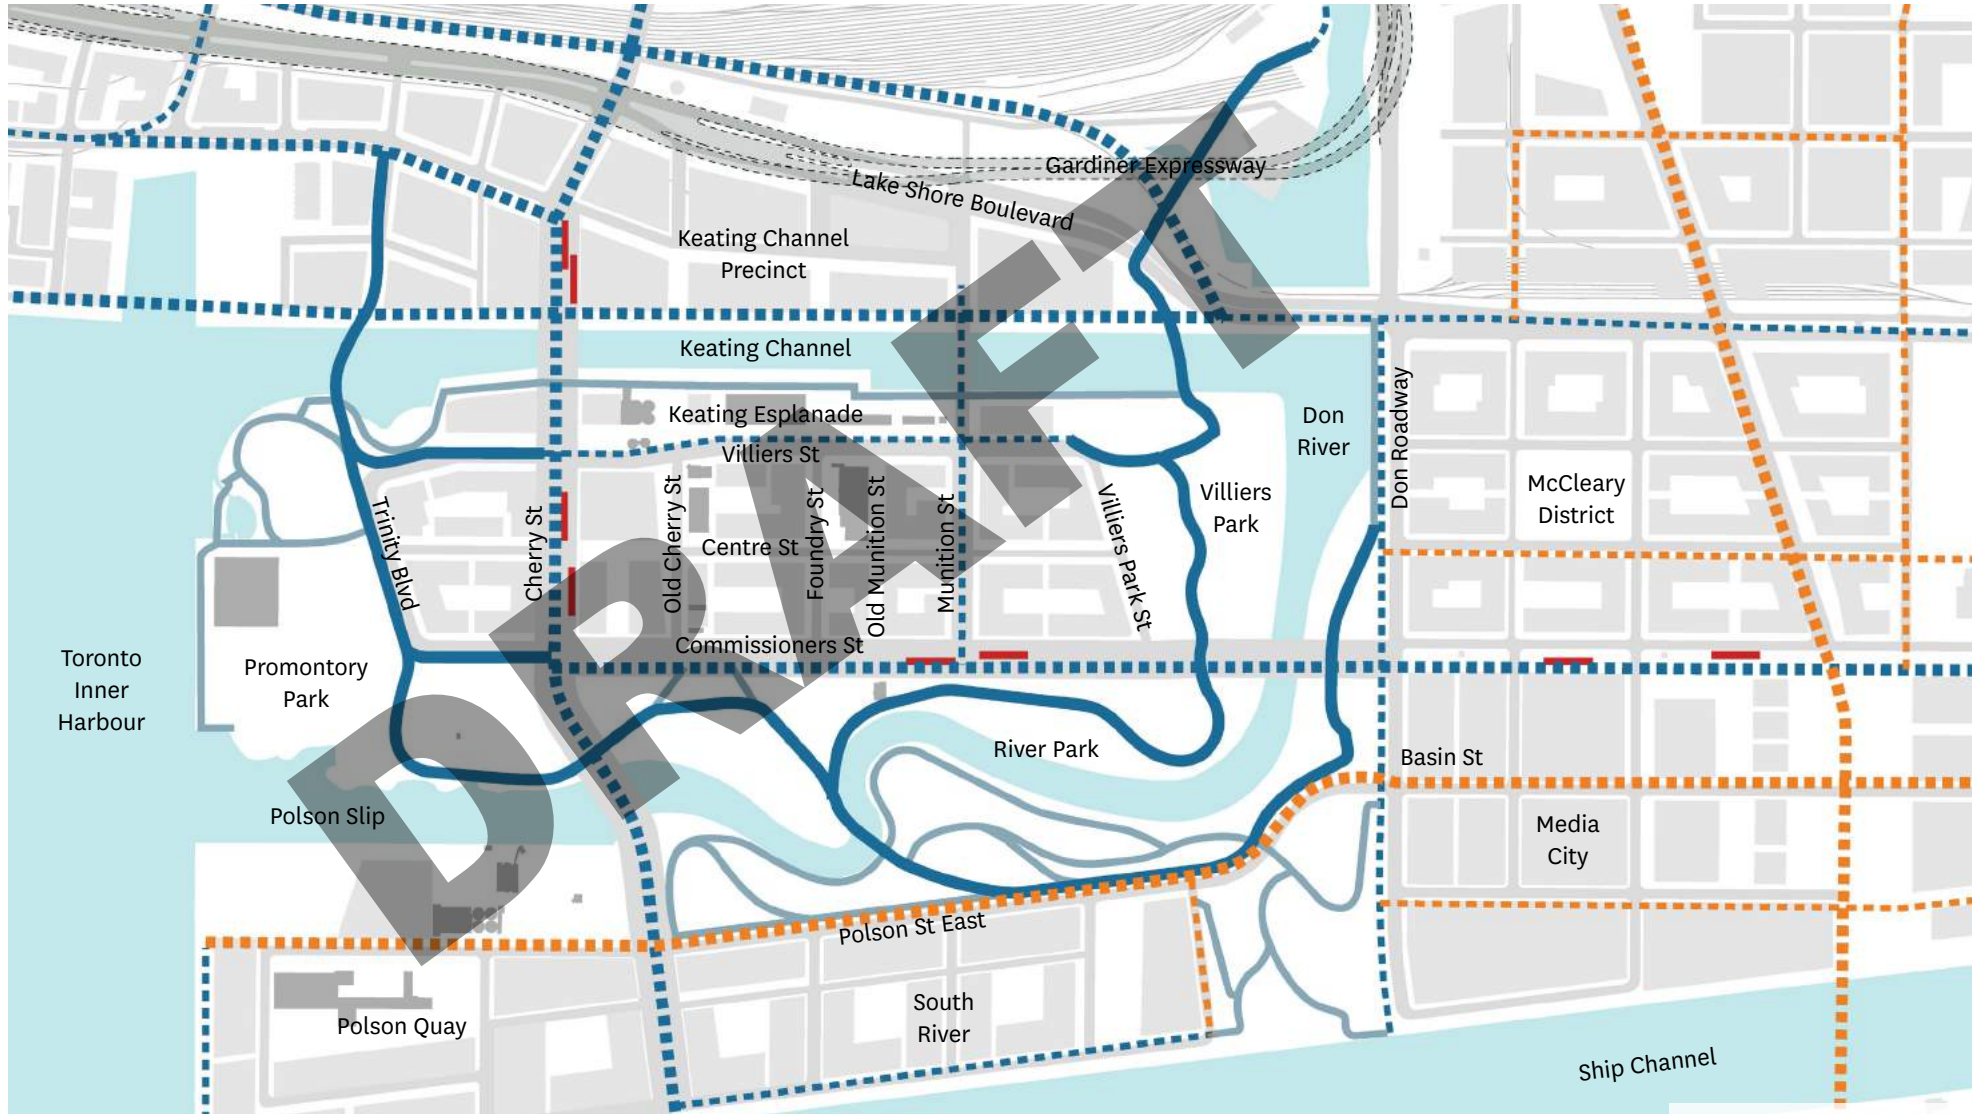 Gardiner Expressway
Lake Shore Boulevard
Keating Channel
Precinct
Keating Channel
Keating Esplanade
Villiers St
Don
River
Don Roadway
McCleary
District
Villiers
Park
Trinity Blvd
Cherry St
Old Cherry St
Centre St
Foundry St
Old Munition St
Munition St
Villiers Park St
Commissioners St
Toronto
Inner
Harbour
Promontory
Park
River Park
Basin St
Polson Slip
Media
City
Polson St East
South
River
Polson Quay
Ship Channel
DRAFT